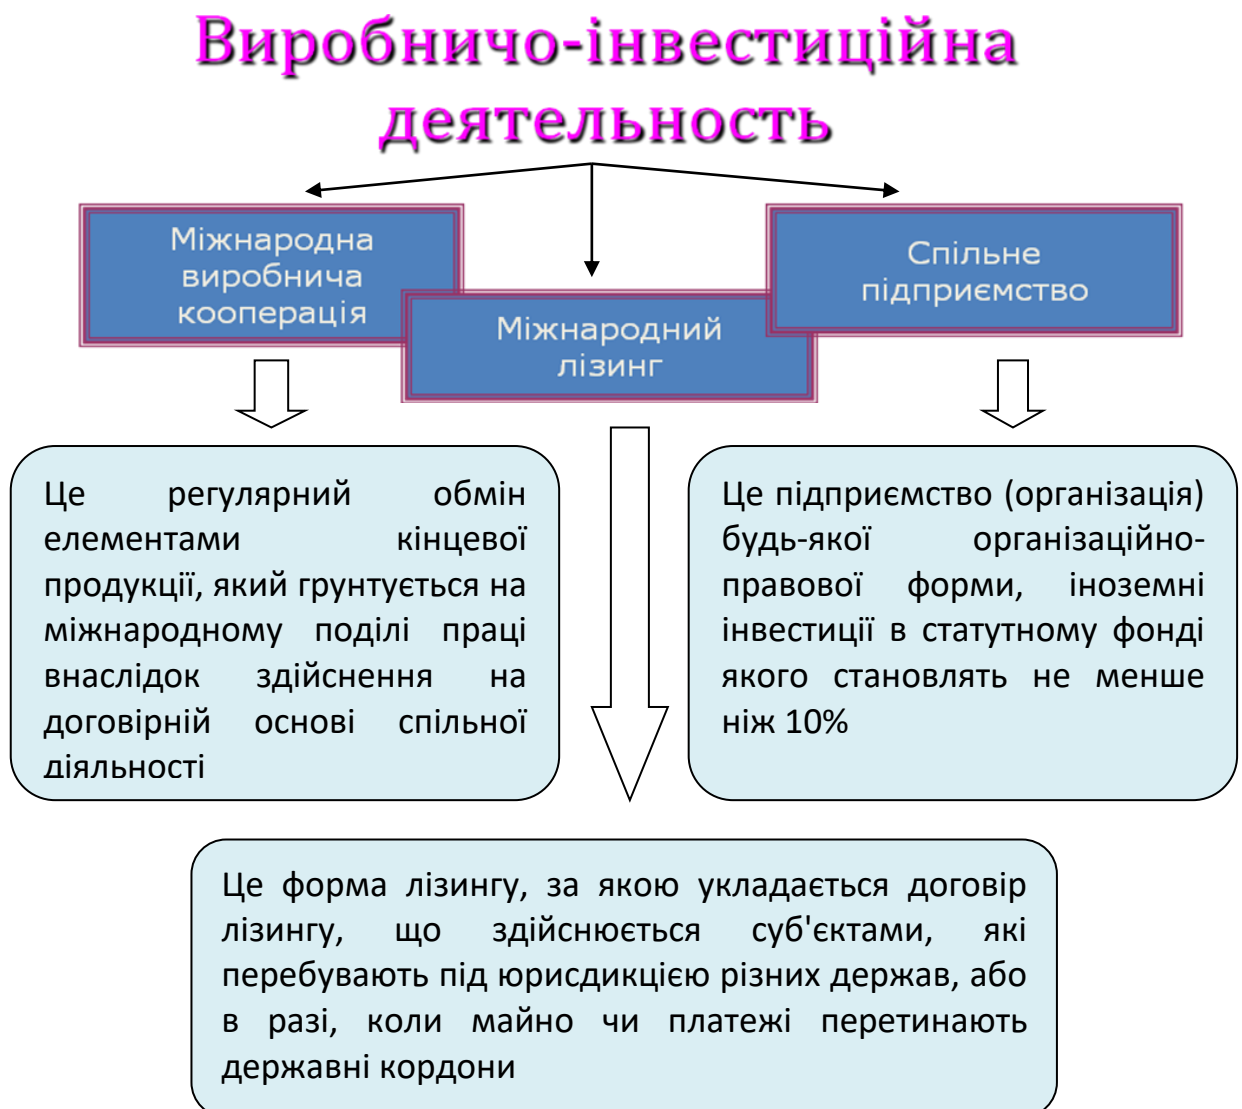 Виробничо-інвестиційна
деятельность
Міжнародна
виробнича
кооперація
Міжнародний
лізинг
Спільне
підприємство
Це регулярний обмін
елементами кінцевої
продукції, який грунтується на
міжнародному поділі праці
внаслідок здійснення на
договірній основі спільної
діяльності
Це підприємство (організація)
будь-якої організаційно-
правової форми, іноземні
інвестиції в статутному фонді
якого становлять не менше
ніж 10%
Це форма лізингу, за якою укладається договір
лізингу, що здійснюється суб'єктами, які
перебувають під юрисдикцією різних держав, або
в разі, коли майно чи платежі перетинають
державні кордони